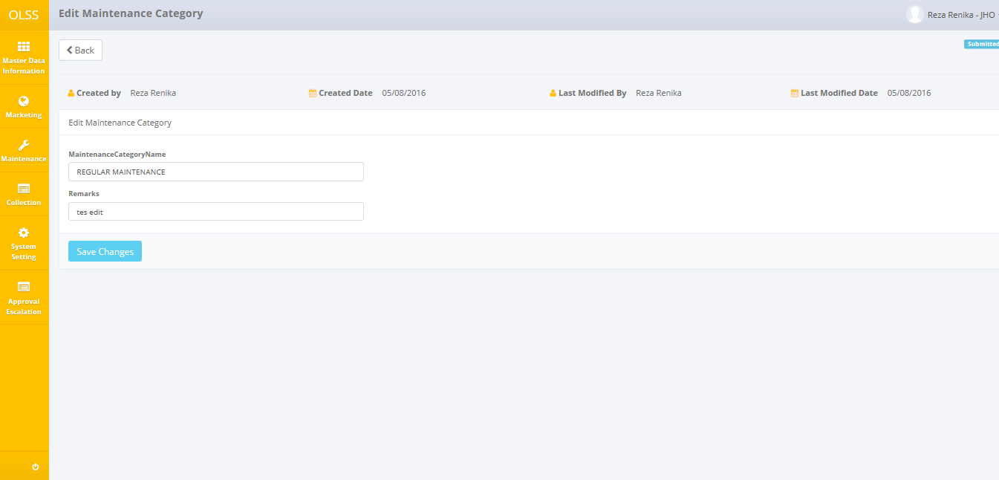 OLSS
Edit Maintenance Category
Reza Renika - JHO
Back
Submitted
Master Data
Information
Marketing
Maintenance
Collection
System
Setting
Approval
Escalation
Created by Reza Renika Created Date 05/08/2016 Last Modified By Reza Renika Last Modified Date 05/08/2016
Edit Maintenance Category
MaintenanceCategoryName
REGULAR MAINTENANCE
Remarks
tes edit
Save Changes